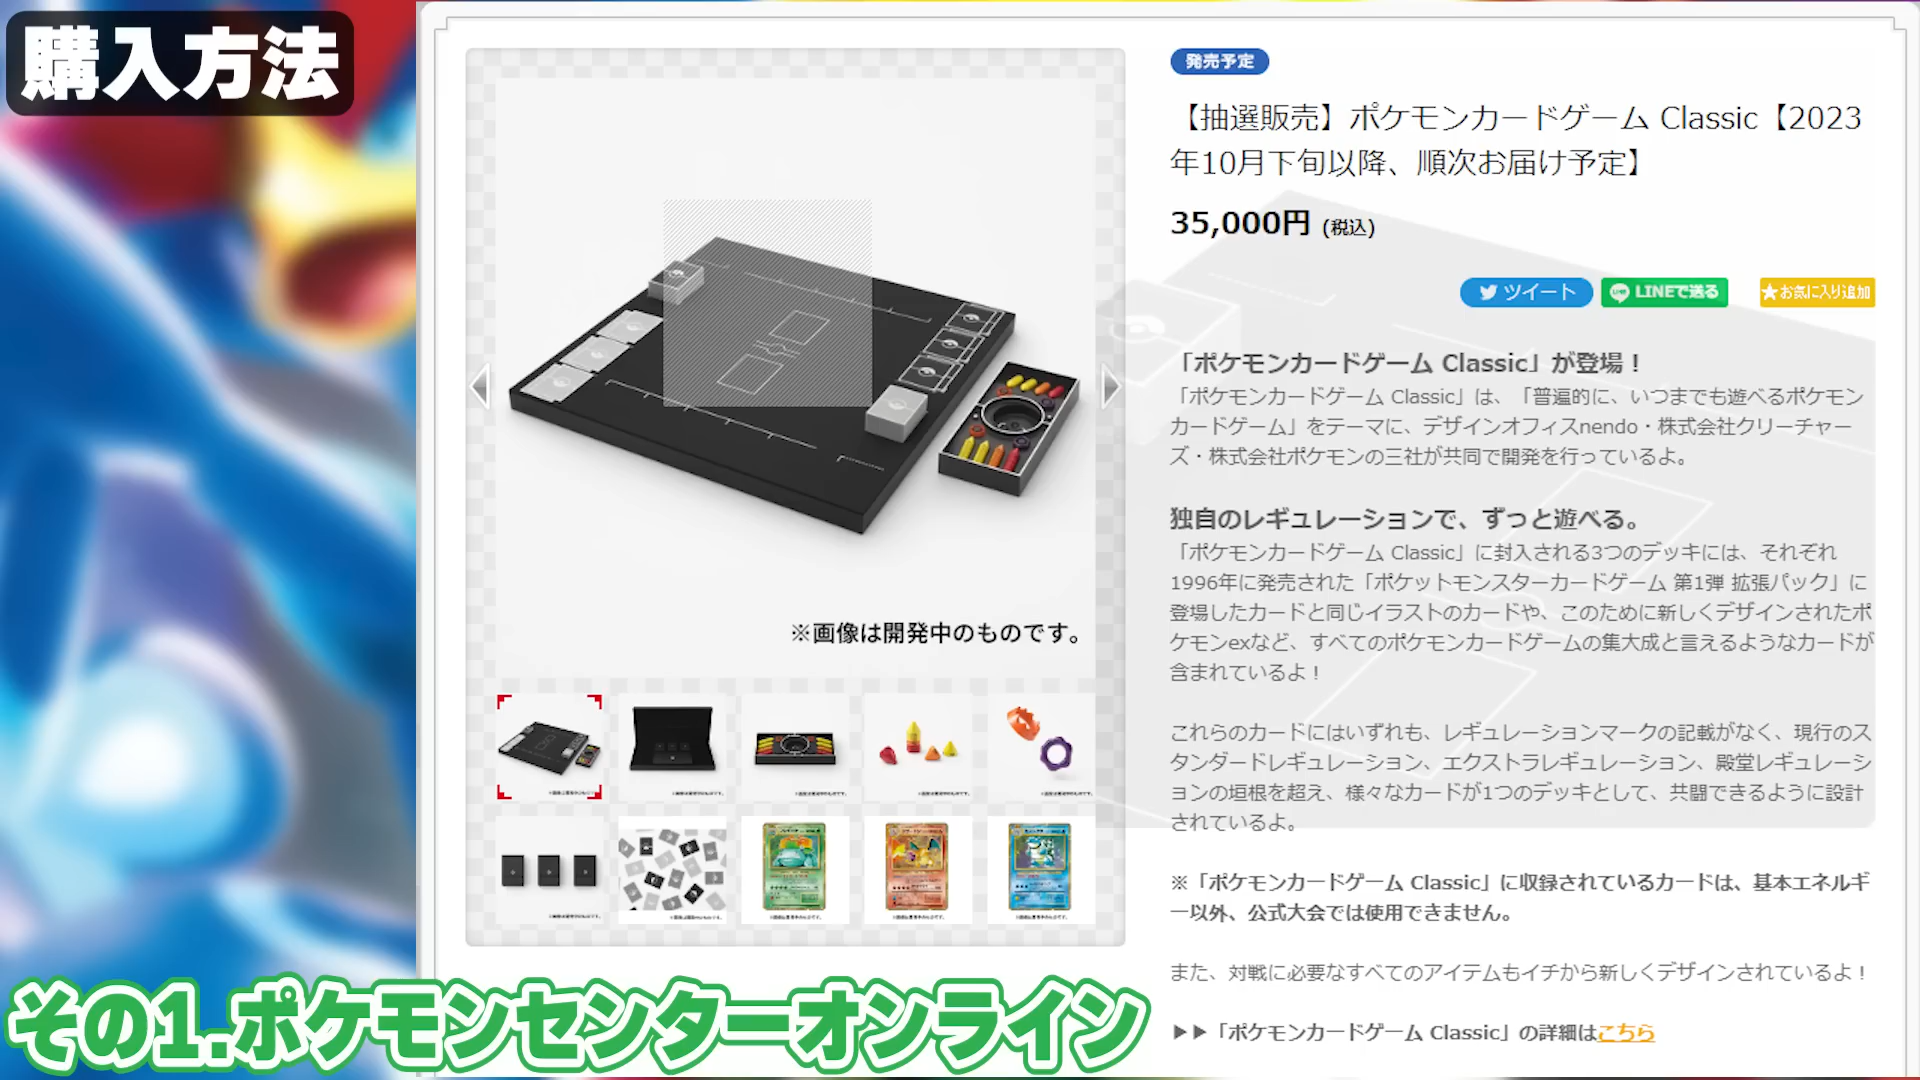 購入方法
発売予定
【抽選販売】ポケモンカードゲーム Classic【2023
年10月下旬以降、順次お届け予定】
35,000円 (税込)
ツイート
LINEで送る
★お気に入り追加
「ポケモンカードゲーム Classic」が登場！
「ポケモンカードゲーム Classic」は、「普遍的に、いつまでも遊べるポケモン
カードゲーム」をテーマに、デザインオフィスnendo・株式会社クリーチャー
ズ・株式会社ポケモンの三社が共同で開発を行っているよ。
独自のレギュレーションで、ずっと遊べる。
「ポケモンカードゲーム Classic」に封入される3つのデッキには、それぞれ
1996年に発売された「ポケットモンスターカードゲーム 第1弾 拡張パック」に
登場したカードと同じイラストのカードや、このために新しくデザインされたポ
ケモンexなど、すべてのポケモンカードゲームの集大成と言えるようなカードが
含まれているよ！
これらのカードにはいずれも、レギュレーションマークの記載がなく、現行のス
タンダードレギュレーション、エクストラレギュレーション、殿堂レギュレーシ
ョンの垣根を超え、様々なカードが1つのデッキとして、共闘できるように設計
されているよ。
※「ポケモンカードゲーム Classic」に収録されているカードは、基本エネルギ
ー以外、公式大会では使用できません。
また、対戦に必要なすべてのアイテムもイチから新しくデザインされているよ！
▶▶「ポケモンカードゲーム Classic」の詳細はこちら
※画像は開発中のものです。
その1.ポケモンセンターオンライン